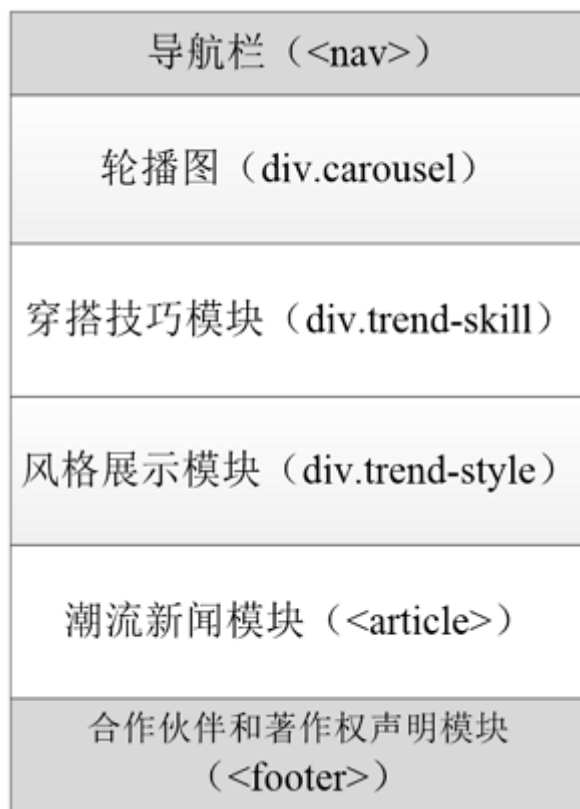 导航栏（<nav>）
轮播图（div.carousel）
穿搭技巧模块（div.trend-skill）
风格展示模块（div.trend-style）
潮流新闻模块（<article>）
合作伙伴和著作权声明模块
（<footer>）